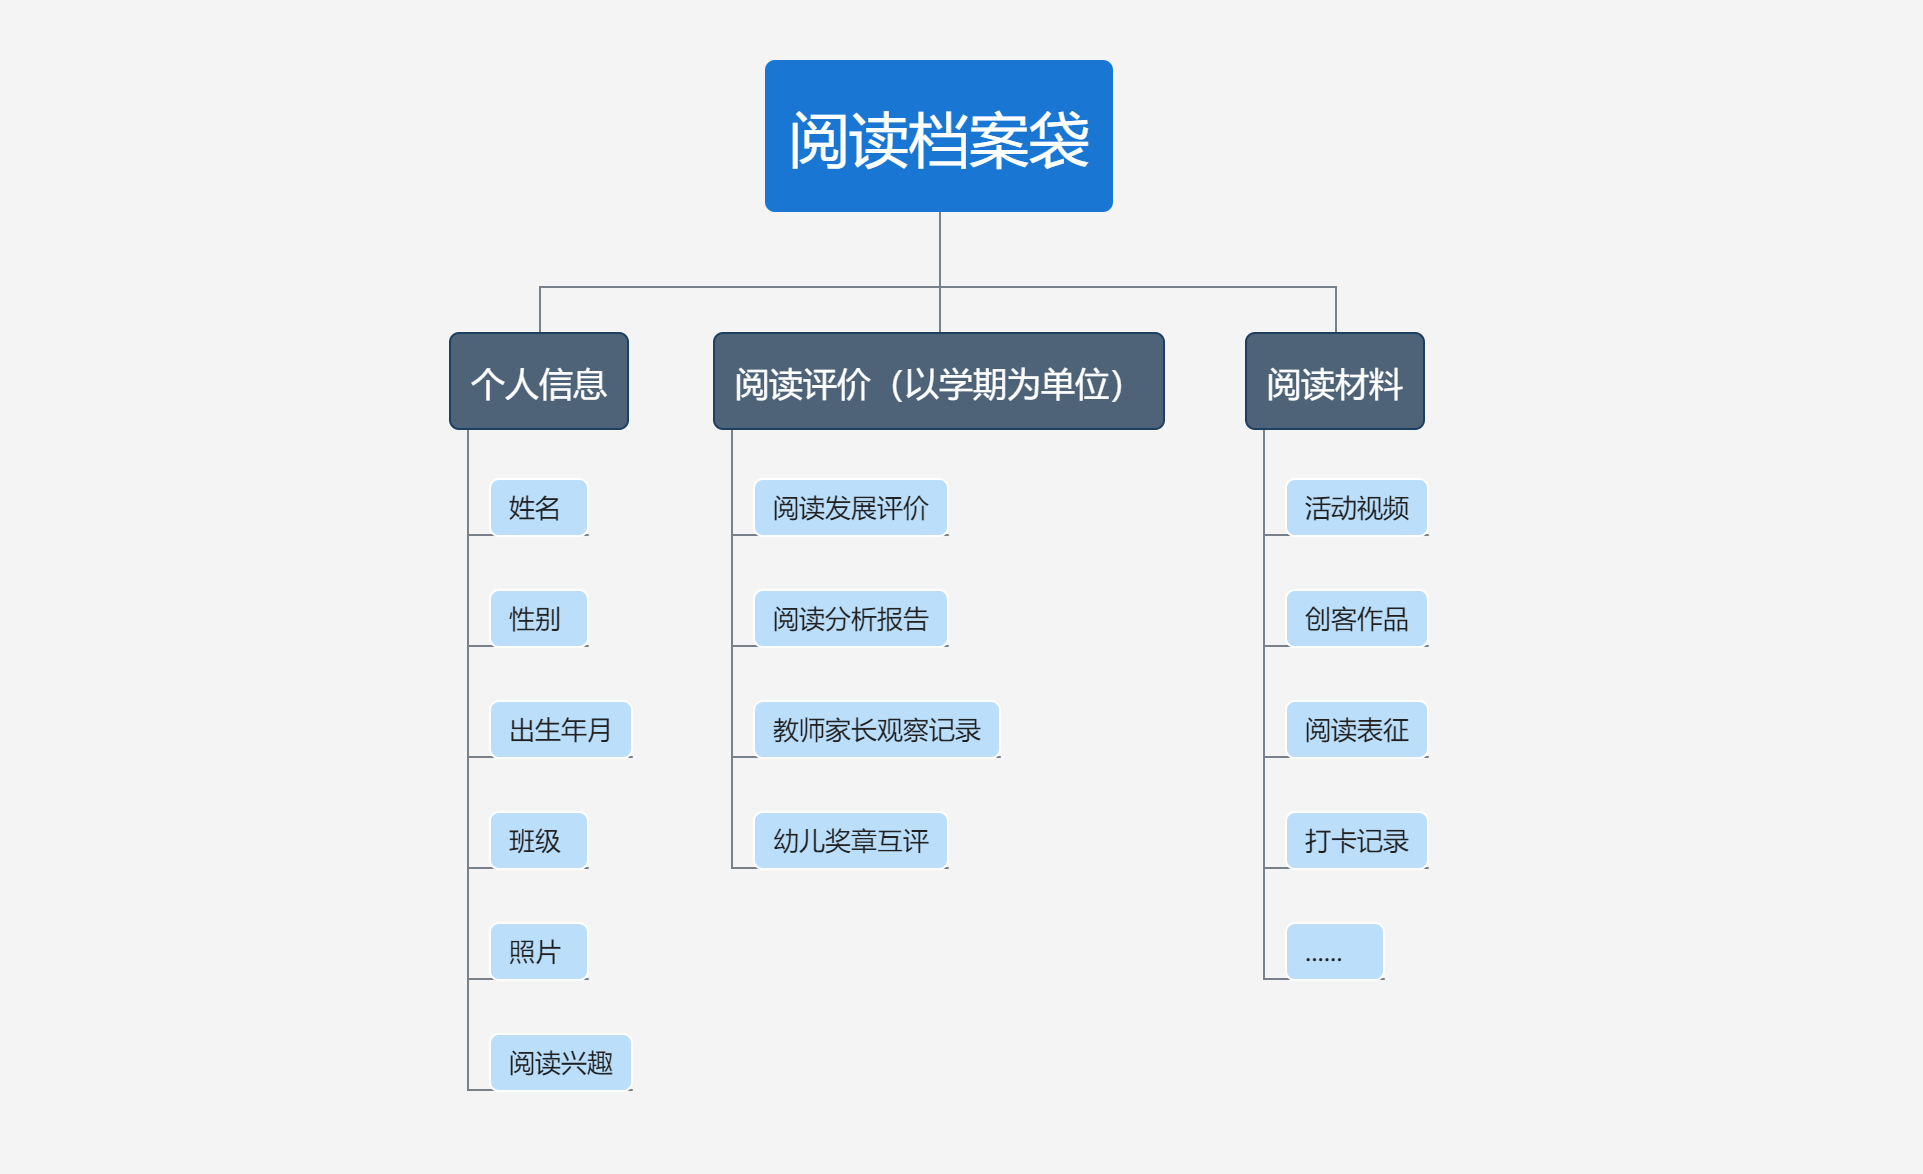 阅读档案袋
个人信息
姓名
性别
出生年月
班级
照片
阅读兴趣
阅读评价（以学期为单位）
阅读发展评价
阅读分析报告
教师家长观察记录
幼儿奖章互评
阅读材料
活动视频
创客作品
阅读表征
打卡记录
......